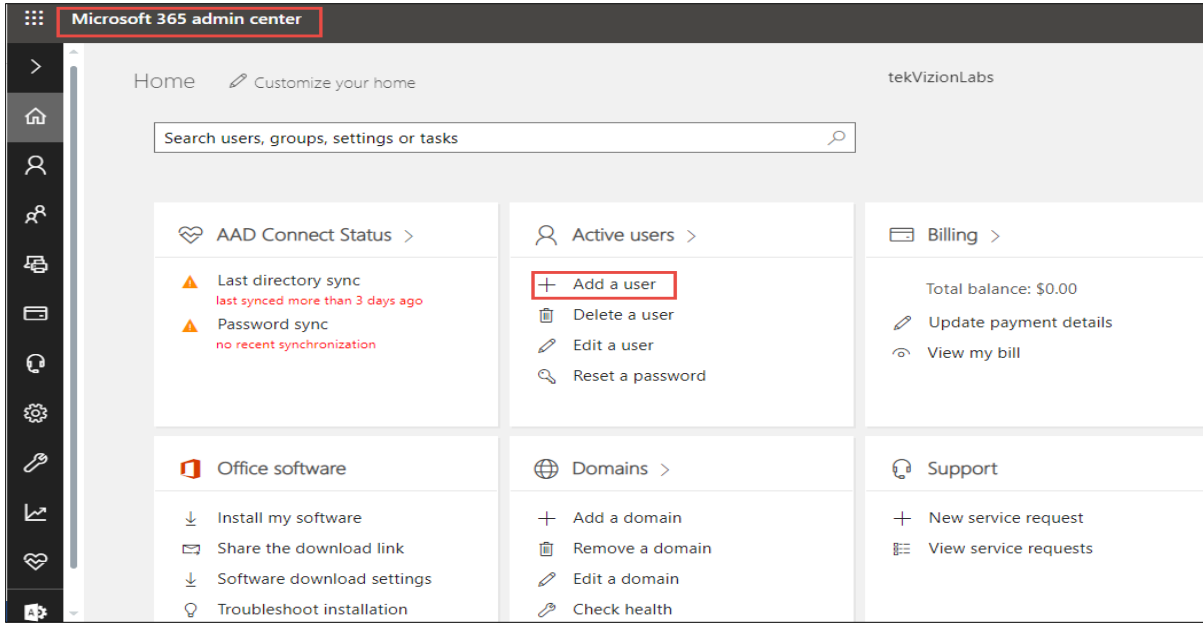 Microsoft 365 admin center
Home
Customize your home
tekVizionLabs
Search users, groups, settings or tasks
AAD Connect Status
Last directory sync
last synced more than 3 days ago
Password sync
no recent synchronization
Active users
Add a user
Delete a user
Edit a user
Reset a password
Billing
Total balance: $0.00
Update payment details
View my bill
Office software
Install my software
Share the download link
Software download settings
Troubleshoot installation
Domains
Add a domain
Remove a domain
Edit a domain
Check health
Support
New service request
View service requests
A